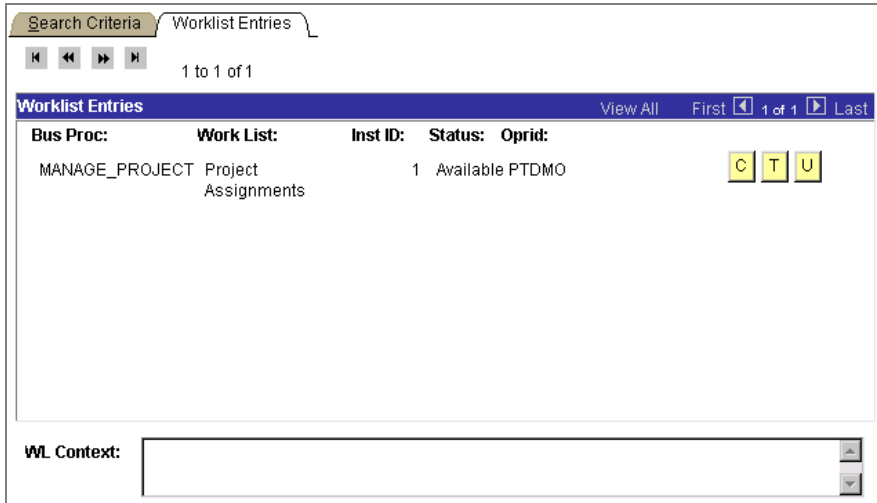 Search Criteria Worklist Entries
1 to 1 of 1
Worklist Entries View All First 1 of 1 Last
Bus Proc: Work List: Inst ID: Status: Oprid:
MANAGE_PROJECT Project 1 Available PTDMO C T U
Assignments
WL Context: